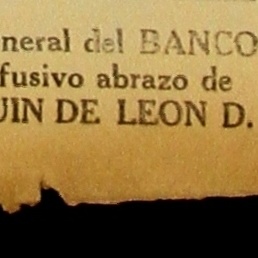 neral del BANCO
fusivo abrazo de
UIN DE LEON D.